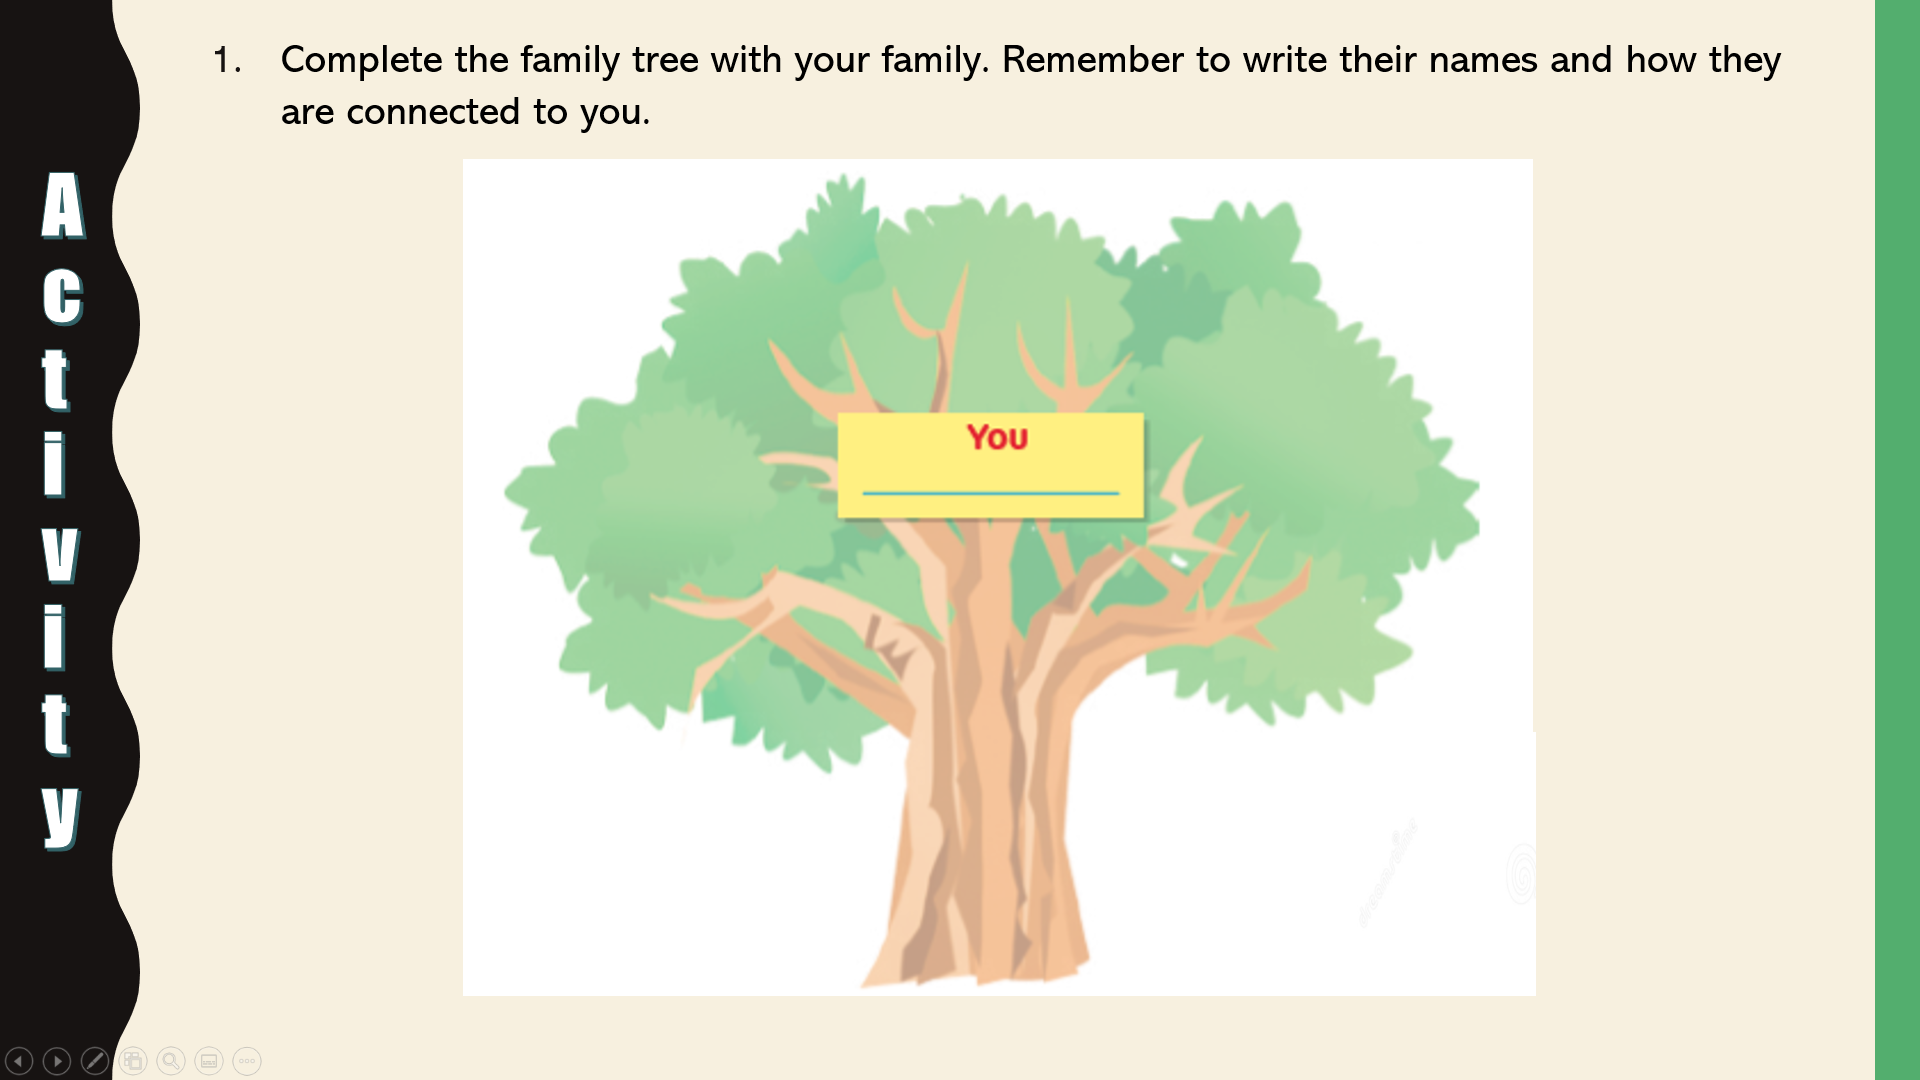 1. Complete the family tree with your family. Remember to write their names and how they
are connected to you.
Activity
You